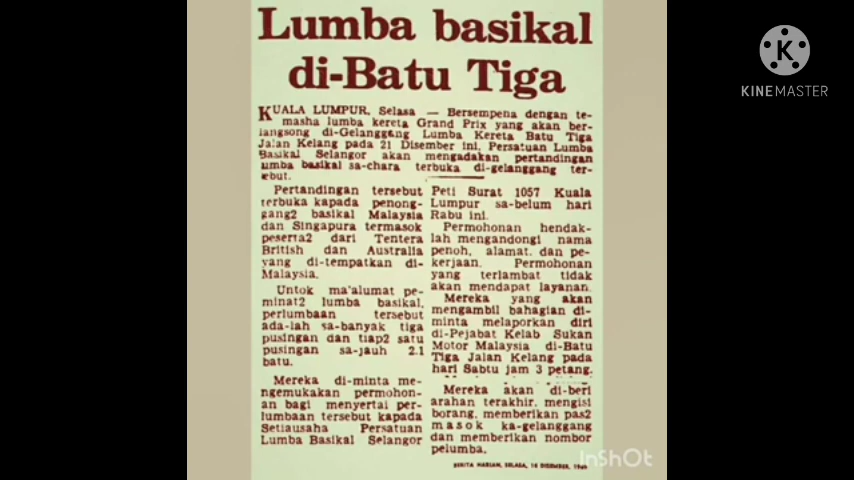 Lumba basikal
di-Batu Tiga
KUALA LUMPUR, Selasa — Bersempena dengan te-
masha lumba kereta Grand Prix yang akan ber-
langsong di-Gelanggang Lumba Kereta Batu Tiga
Jalan Kelang pada 21 Disember ini, Persatuan Lumba
Basikal Selangor akan mengadakan pertandingan
umba basikal sa-chara terbuka di-gelanggang ter-
ebut.
Pertandingan tersebut
terbuka kapada penong-
gang2 basikal Malaysia
dan Singapura termasok
peserta2 dari Tentera
British dan Australia
yang di-tempatkan di-
Malaysia.
Untok ma'alumat pe-
minat2 lumba basikal,
perlumbaan tersebut
ada-lah sa-banyak tiga
pusingan dan tiap2 satu
pusingan sa-jauh 2.1
batu.
Mereka di-minta me-
ngemukakan permohon-
an bagi menyertai per-
lumbaan tersebut kapada
Setiausaha Persatuan
Lumba Basikal Selangor
Peti Surat 1057 Kuala
Lumpur sa-belum hari
Rabu ini.
Permohonan hendak-
lah mengandongi nama
penoh, alamat dan pe-
kerjaan. Permohonan
yang terlambat tidak
akan mendapat layanan.
Mereka yang akan
mengambil bahagian di-
minta melaporkan diri
di-Pejabat Kelab Sukan
Motor Malaysia di-Batu
Tiga Jalan Kelang pada
hari Sabtu jam 3 petang.
Mereka akan di-beri
arahan terakhir, mengisi
borang, memberikan pas2
masok ka-gelanggang
dan memberikan nombor
pelumba.
BERITA HARIAN, SELASA, 16 DISEMBER,
KINEMASTER
InShOt